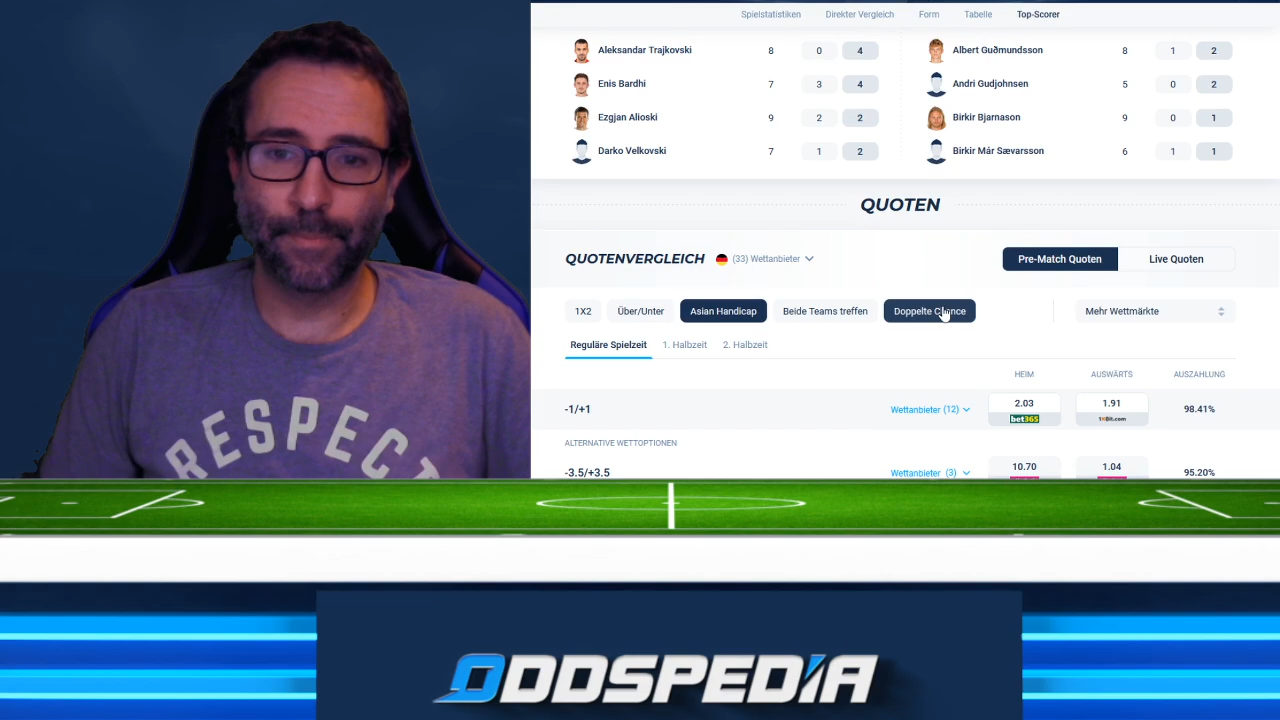 Spielstatistiken Direkter Vergleich Form Tabelle Top-Scorer
Aleksandar Trajkovski 8 0 4
Albert Guðmundsson 8 1 2
Enis Bardhi 7 3 4
Andri Gudjohnsen 5 0 2
Ezgjan Alioski 9 2 2
Birkir Bjarnason 9 0 1
Darko Velkovski 7 1 2
Birkir Már Sævarsson 6 1 1
QUOTEN
QUOTENVERGLEICH (33) Wettanbieter Pre-Match Quoten Live Quoten
1X2 Über/Unter Asian Handicap Beide Teams treffen Doppelte Chance Mehr Wettmärkte
Reguläre Spielzeit 1. Halbzeit 2. Halbzeit
HEIM AUSWÄRTS AUSZAHLUNG
-1/+1 Wettanbieter (12) 2.03 1.91 98.41%
bet365 1XBit.com
ALTERNATIVE WETTOPTIONEN
-3.5/+3.5 Wettanbieter (3) 10.70 1.04 95.20%
RESPECT
ODDSPEDIA